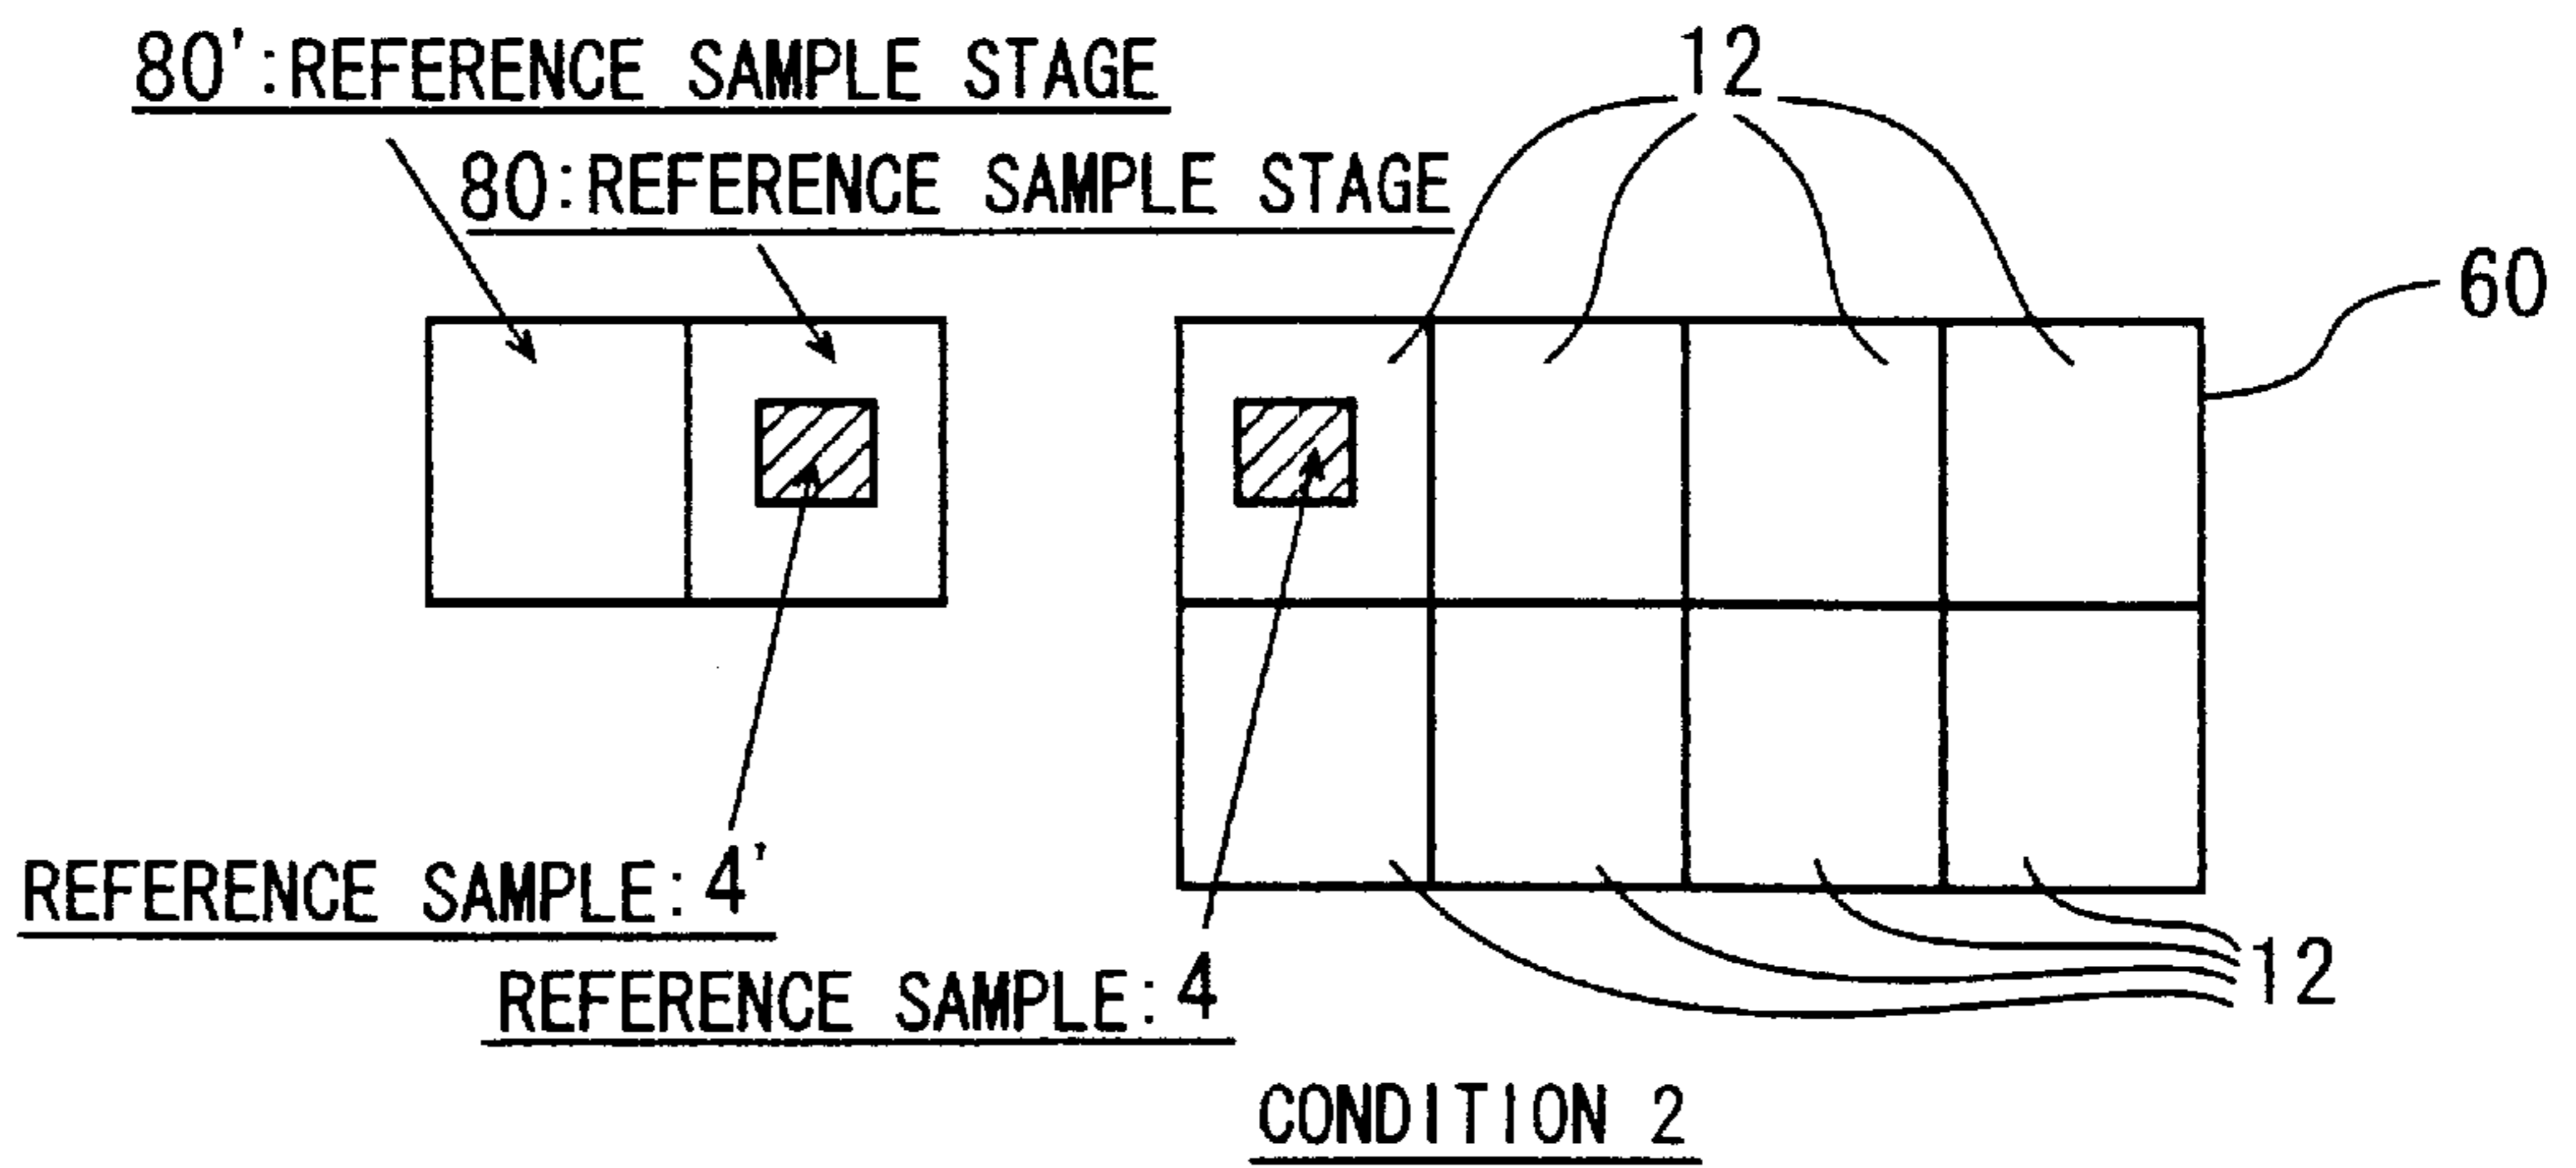 80':REFERENCE SAMPLE STAGE
12
80:REFERENCE SAMPLE STAGE
60
REFERENCE SAMPLE:4'
REFERENCE SAMPLE:4
12
CONDITION 2